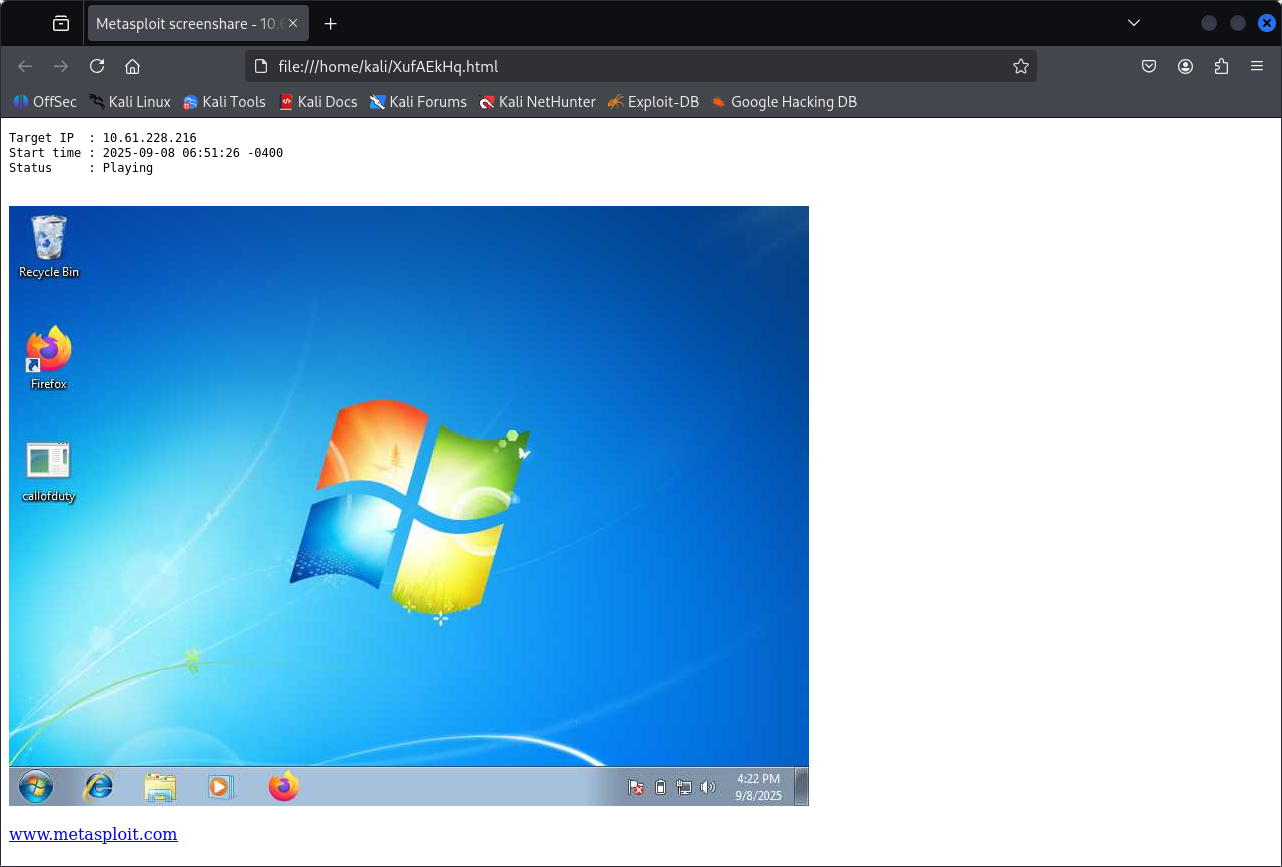 Metasploit screenshare - 10.6
file:///home/kali/XufAEkHq.html
OffSec Kali Linux Kali Tools Kali Docs Kali Forums Kali NetHunter Exploit-DB Google Hacking DB
Target IP  : 10.61.228.216
Start time : 2025-09-08 06:51:26 -0400
Status     : Playing
Recycle Bin
Firefox
callofduty
4:22 PM
9/8/2025
www.metasploit.com